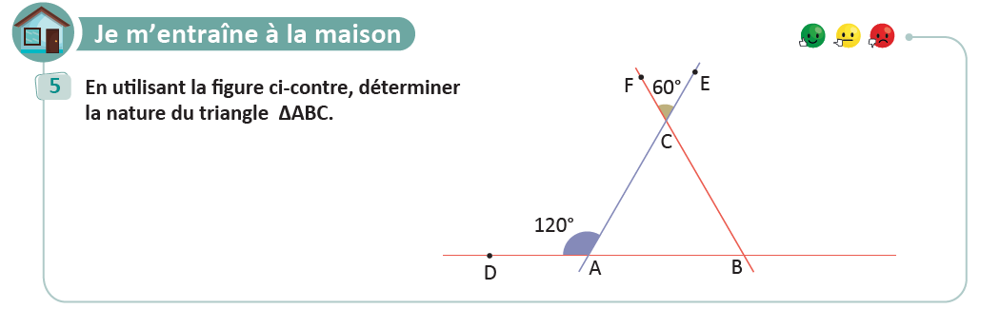 Je m’entraîne à la maison
5 En utilisant la figure ci-contre, déterminer
la nature du triangle ΔABC.
F 60° E
C
120°
D A B